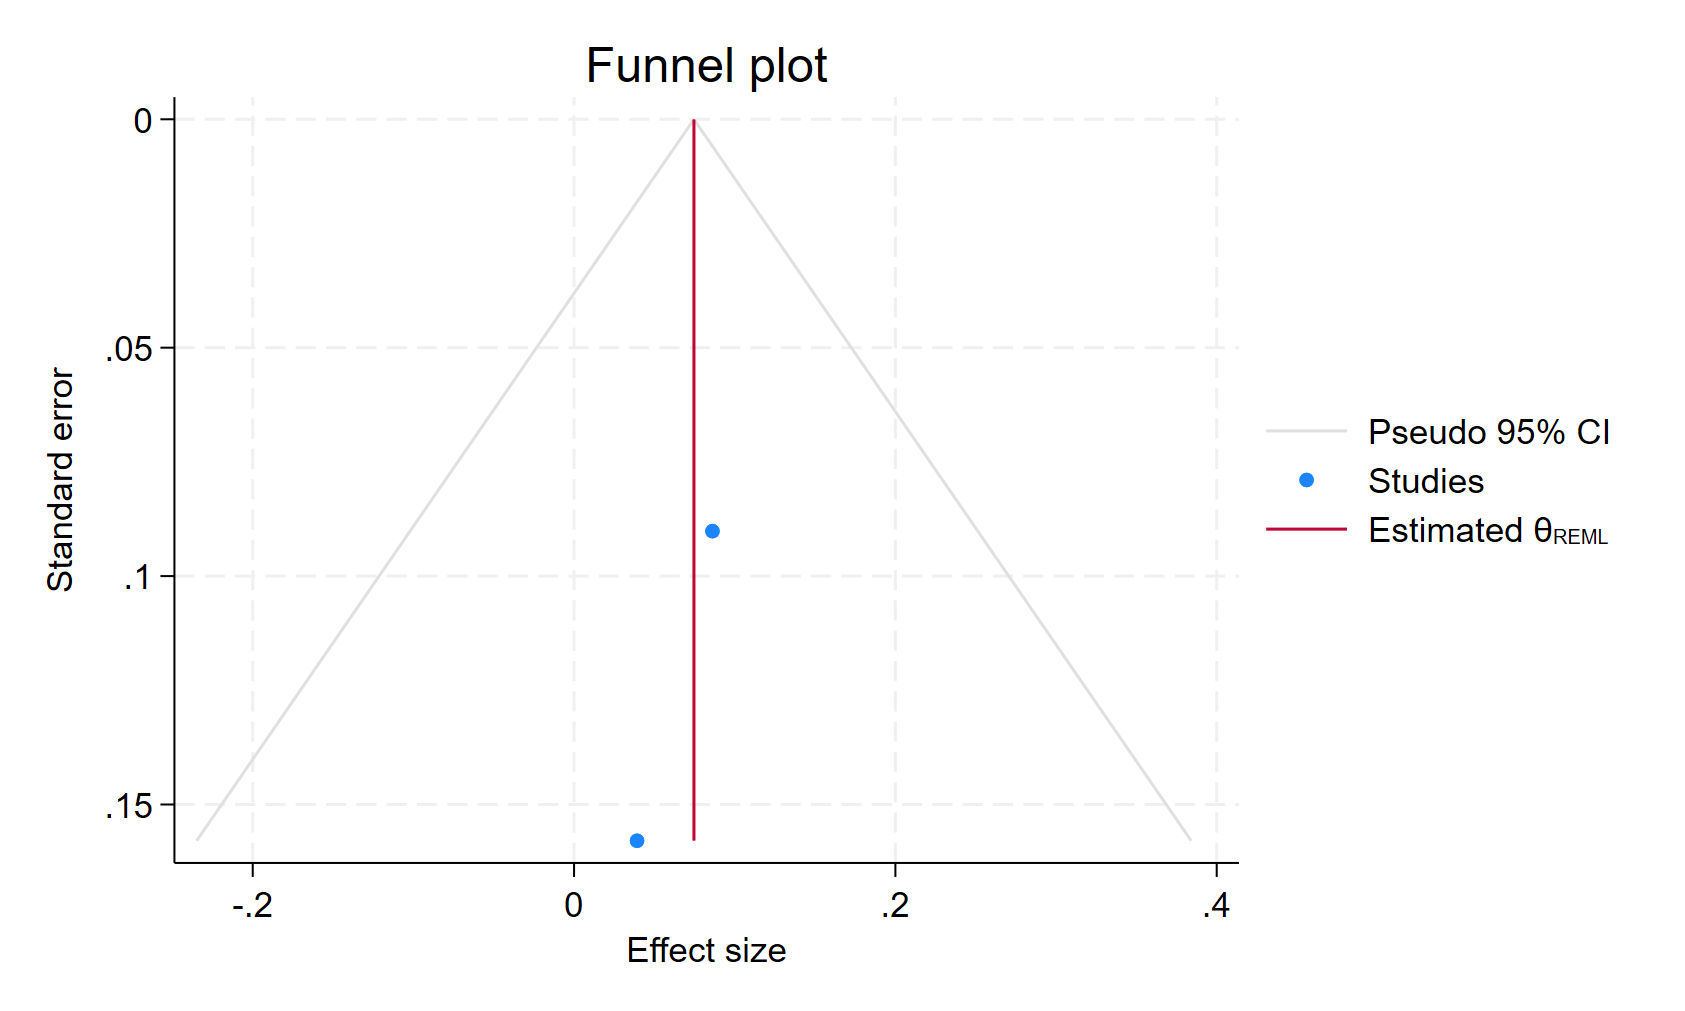 Funnel plot
0
.05
.1
.15
Standard error
-.2 0 .2 .4
Effect size
Pseudo 95% CI
Studies
Estimated θREML